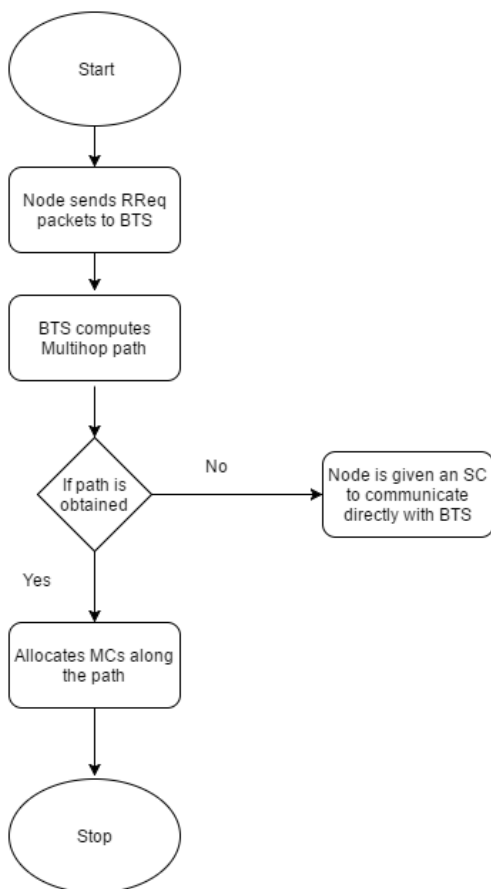 Start
Node sends RReq
packets to BTS
BTS computes
Multihop path
If path is
obtained
No
Node is given an SC
to communicate
directly with BTS
Yes
Allocates MCs along
the path
Stop